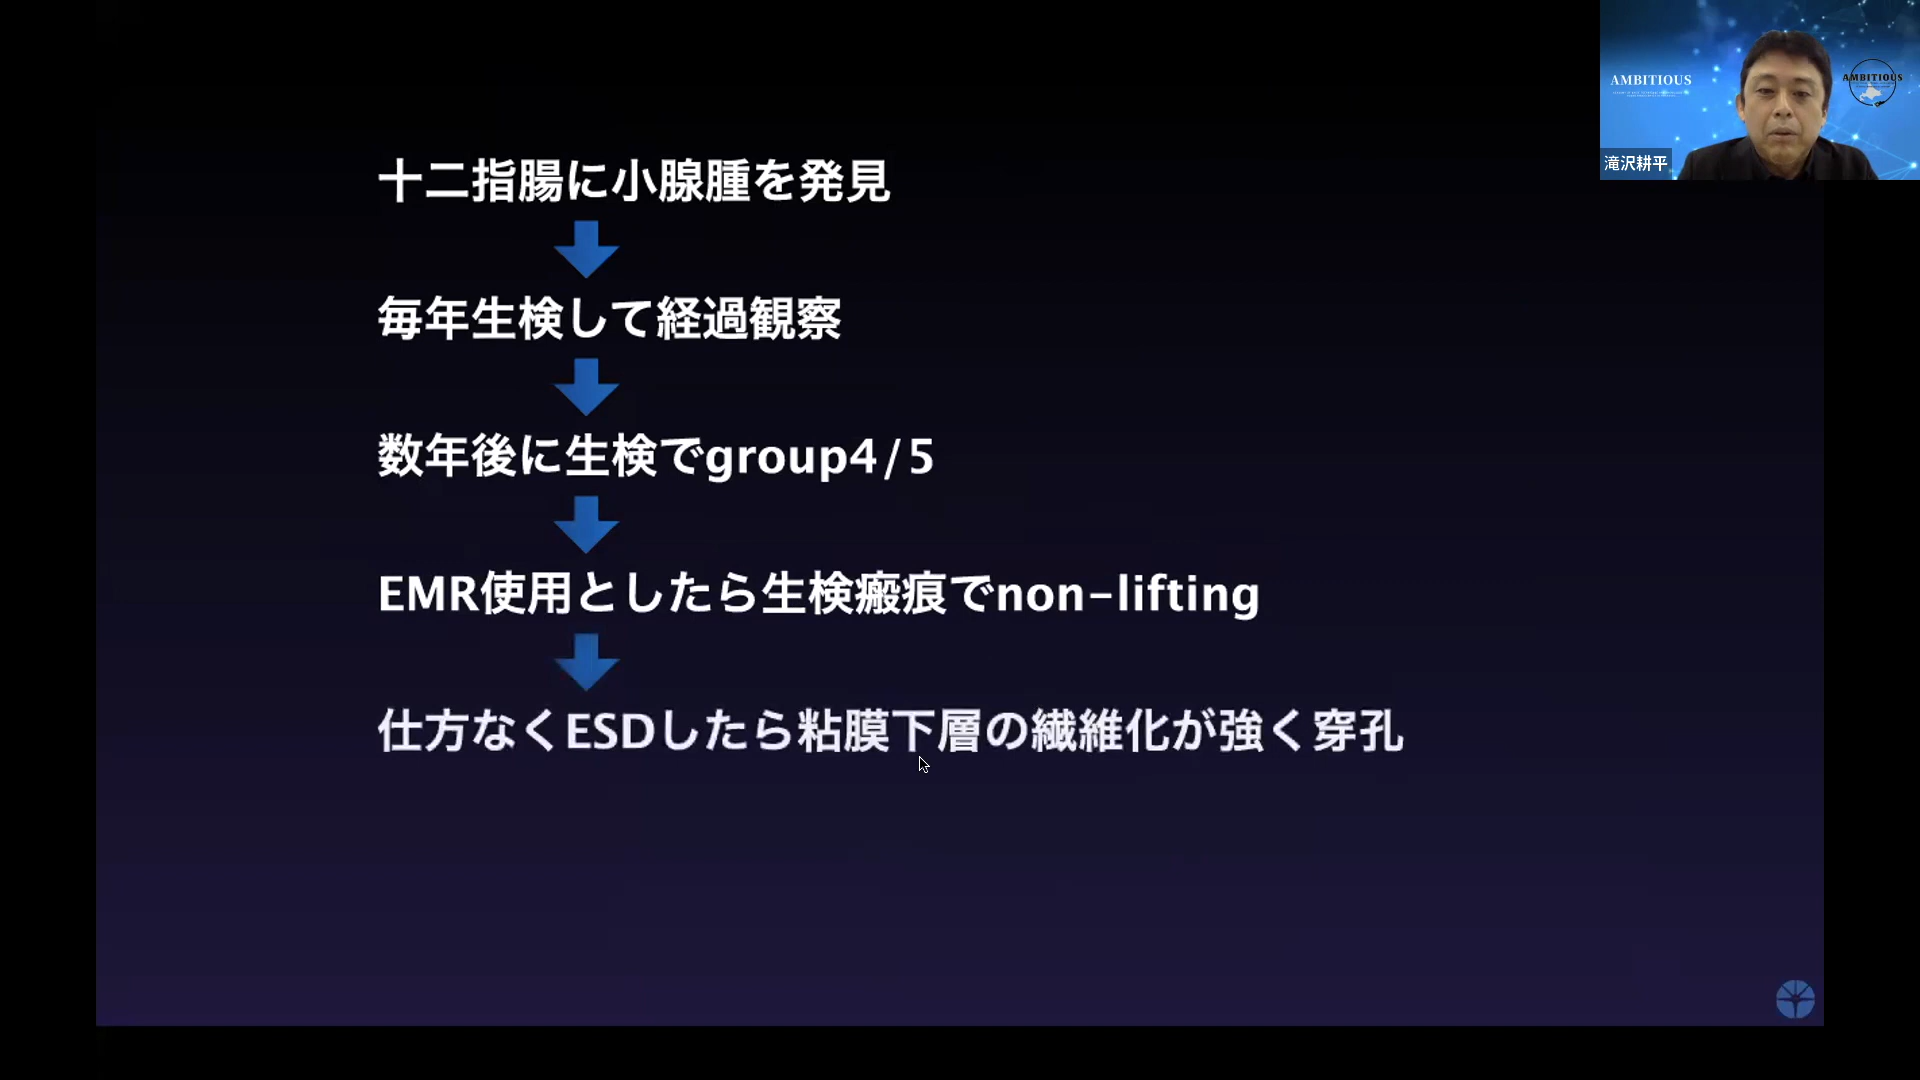 十二指腸に小腺腫を発見
毎年生検して経過観察
数年後に生検でgroup4/5
EMR使用としたら生検瘢痕でnon-lifting
仕方なくESDしたら粘膜下層の繊維化が強く穿孔
AMBITIOUS
AMBITIOUS
滝沢耕平